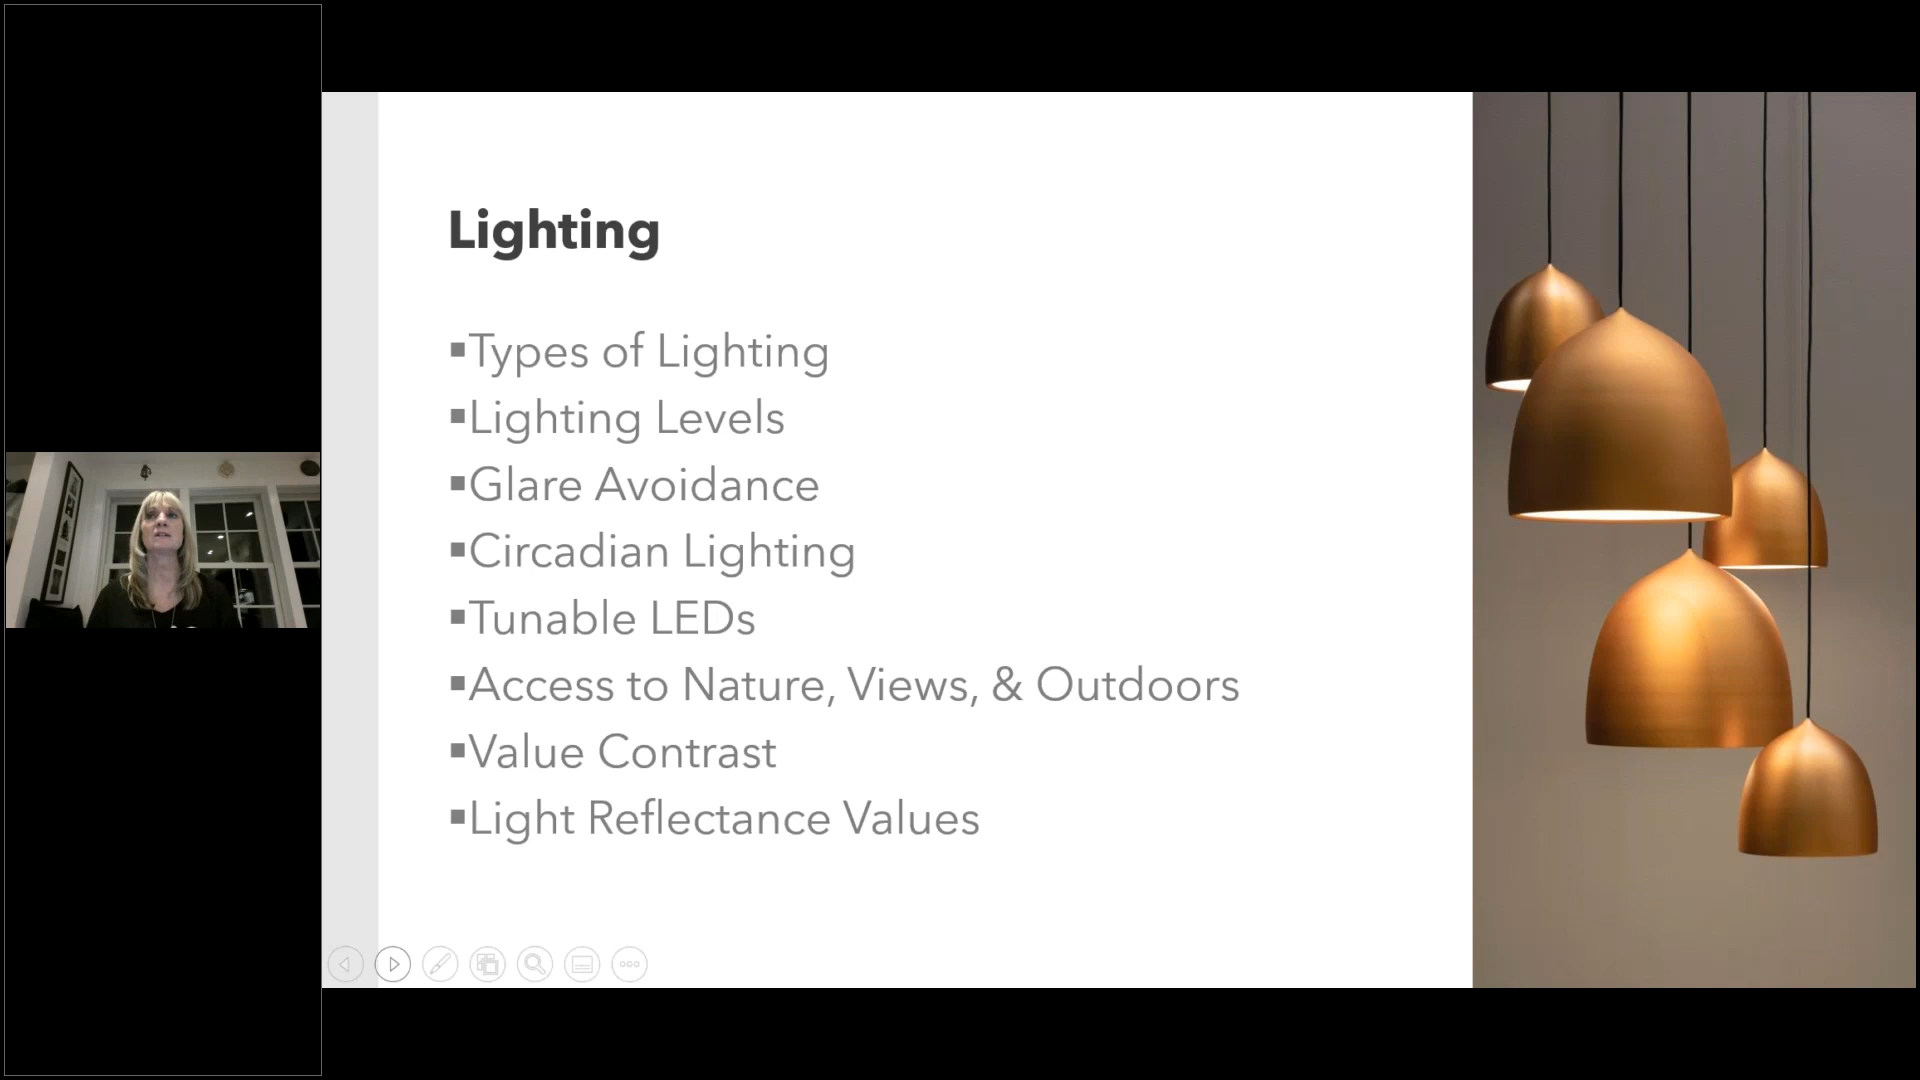 Lighting
▪Types of Lighting
▪Lighting Levels
▪Glare Avoidance
▪Circadian Lighting
▪Tunable LEDs
▪Access to Nature, Views, & Outdoors
▪Value Contrast
▪Light Reflectance Values